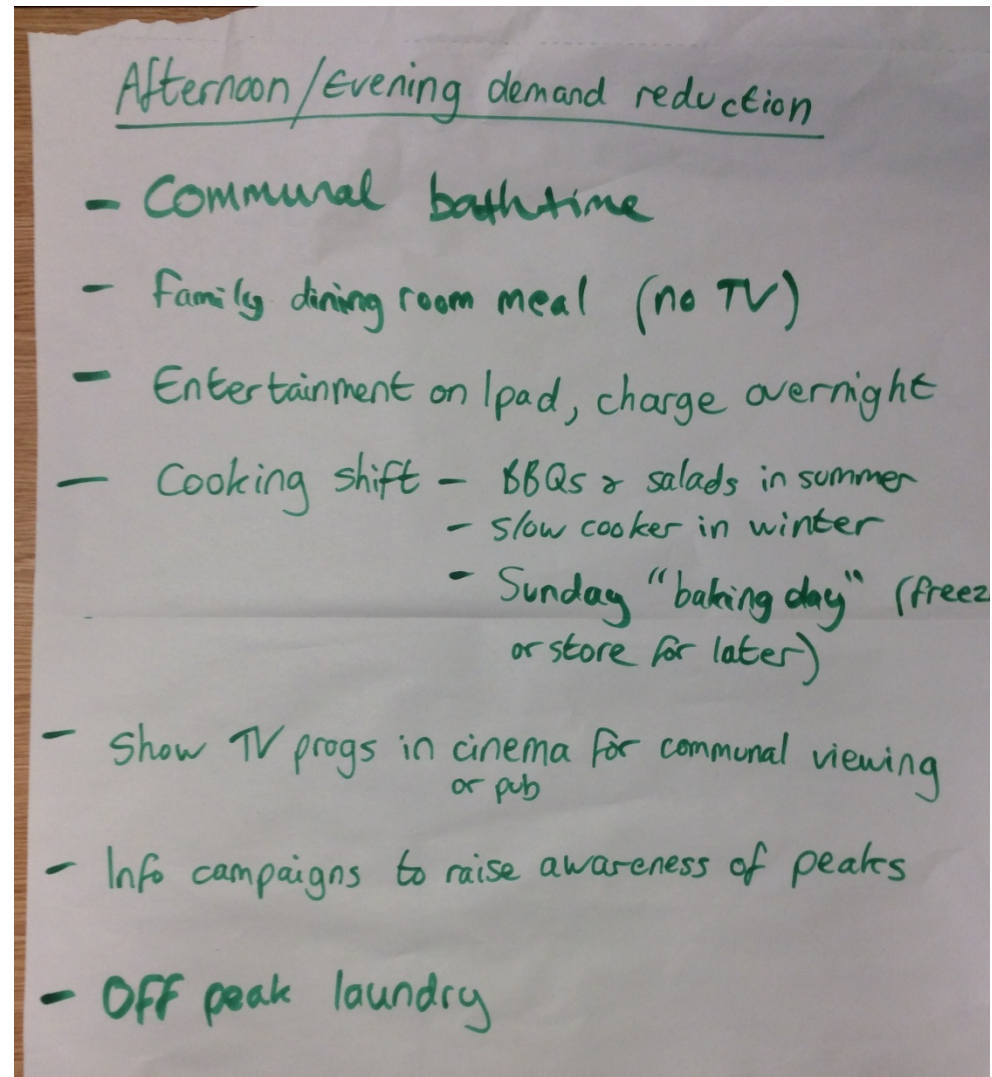 Afternoon/Evening demand reduction
- Communal bathtime
- Family dining room meal (no TV)
- Entertainment on Ipad, charge overnight
- Cooking shift - BBQs & salads in summer
- slow cooker in winter
- Sunday "baking day" (freez
or store for later)
- Show TV progs in cinema for communal viewing
or pub
- Info campaigns to raise awareness of peaks
- Off peak laundry